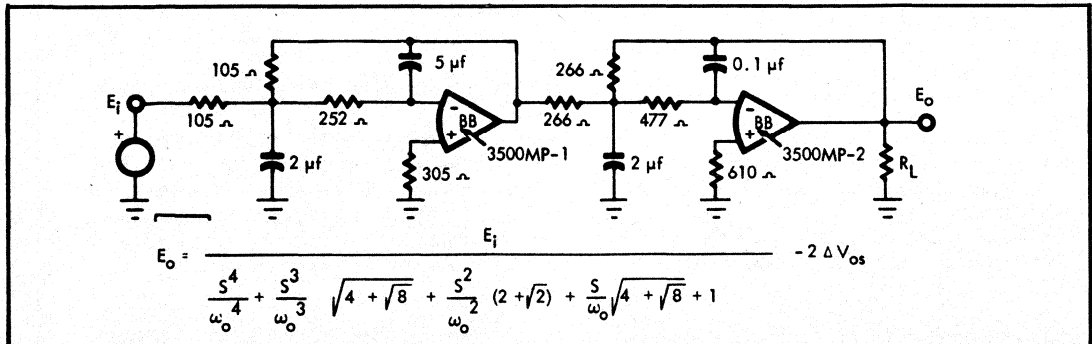 105 Ω
5 μf
266 Ω
0.1 μf
E_i
+
105 Ω
252 Ω
-
BB
+
3500MP-1
2 μf
305 Ω
266 Ω
477 Ω
-
BB
+
3500MP-2
2 μf
610 Ω
E_o
R_L
E_o = E_i / (S^4/ω_o^4 + S^3/ω_o^3 √(4 + √8) + S^2/ω_o^2 (2 + √2) + S/ω_o √(4 + √8) + 1) - 2 Δ V_os